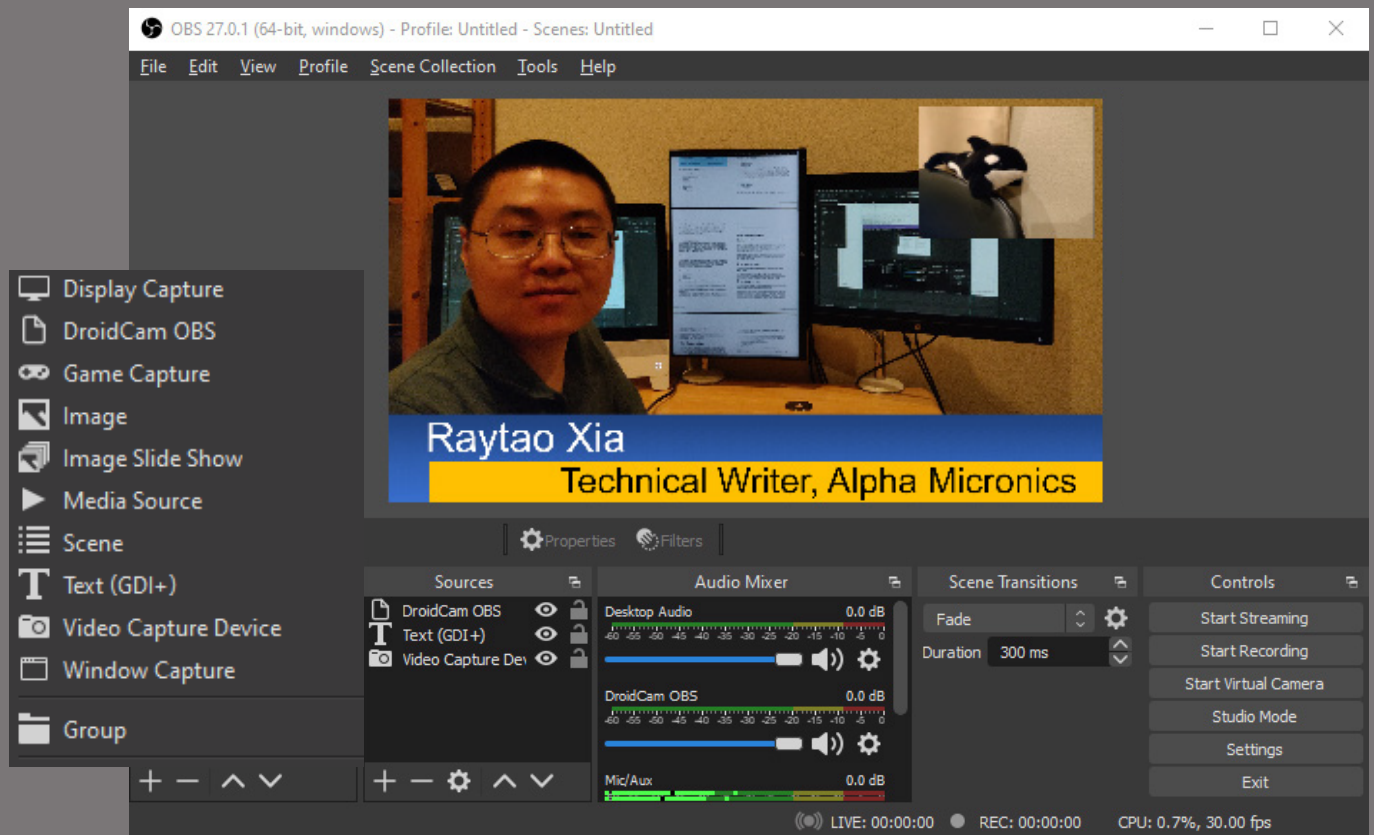 OBS 27.0.1 (64-bit, windows) - Profile: Untitled - Scenes: Untitled
File Edit View Profile Scene Collection Tools Help
Raytao Xia
Technical Writer, Alpha Micronics
Display Capture
DroidCam OBS
Game Capture
Image
Image Slide Show
Media Source
Scene
Text (GDI+)
Video Capture Device
Window Capture
Group
Properties Filters
Sources
DroidCam OBS
Text (GDI+)
Video Capture Dev
Audio Mixer
Desktop Audio 0.0 dB
-60 -55 -50 -45 -40 -35 -30 -25 -20 -15 -10 -5 0
DroidCam OBS 0.0 dB
-60 -55 -50 -45 -40 -35 -30 -25 -20 -15 -10 -5 0
Mic/Aux 0.0 dB
Scene Transitions
Fade
Duration 300 ms
Controls
Start Streaming
Start Recording
Start Virtual Camera
Studio Mode
Settings
Exit
LIVE: 00:00:00 REC: 00:00:00 CPU: 0.7%, 30.00 fps